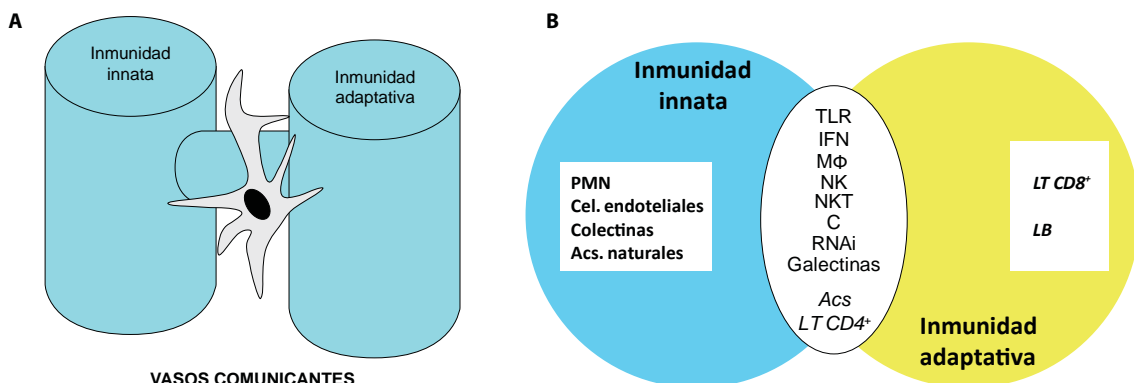 A
Inmunidad
innata
Inmunidad
adaptativa
VASOS COMUNICANTES
B
Inmunidad
innata
PMN
Cel. endoteliales
Colectinas
Acs. naturales
TLR
IFN
MΦ
NK
NKT
C
RNAi
Galectinas
Acs
LT CD4⁺
LT CD8⁺
LB
Inmunidad
adaptativa